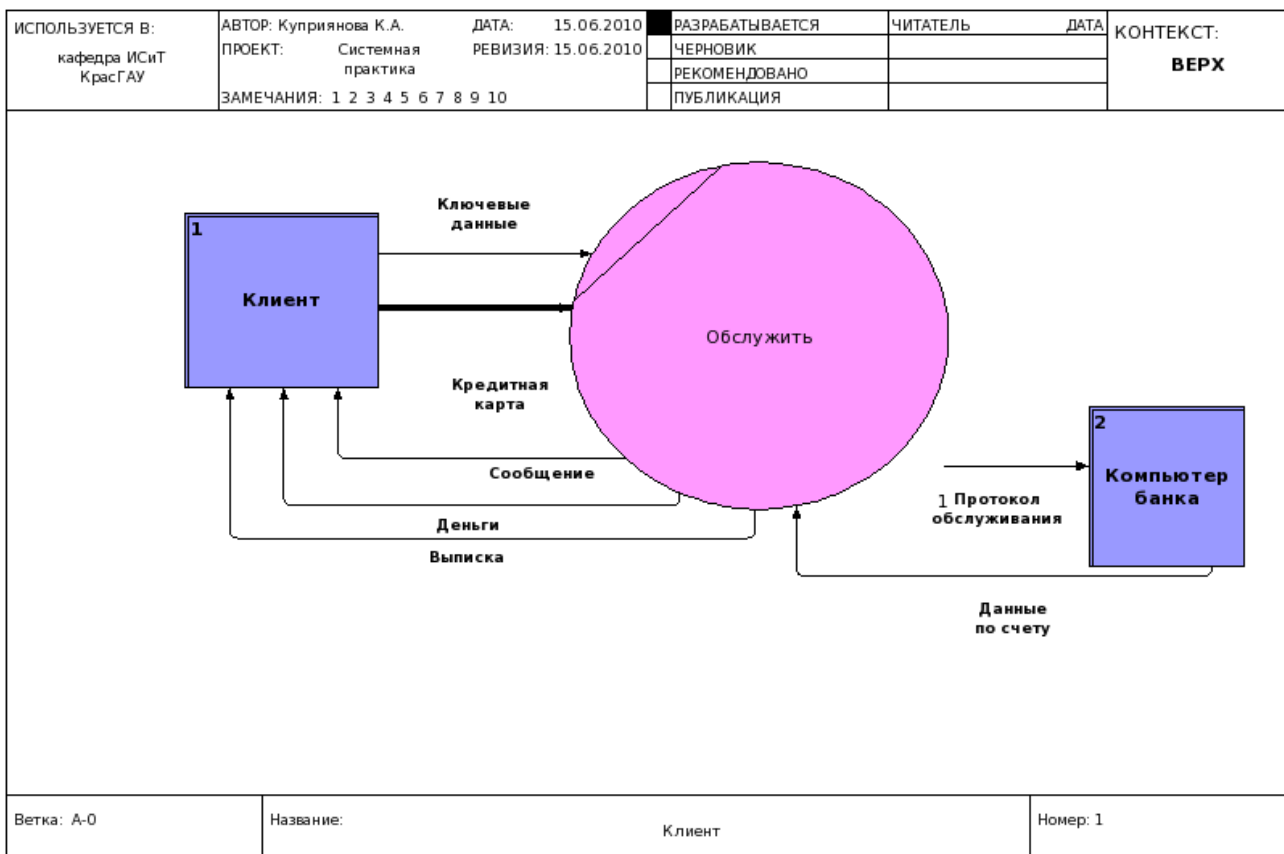 ИСПОЛЬЗУЕТСЯ В:
кафедра ИСиТ
КрасГАУ
АВТОР: Куприянова К.А.
ДАТА: 15.06.2010
ПРОЕКТ: Системная
практика
РЕВИЗИЯ: 15.06.2010
ЗАМЕЧАНИЯ: 1 2 3 4 5 6 7 8 9 10
РАЗРАБАТЫВАЕТСЯ
ЧЕРНОВИК
РЕКОМЕНДОВАНО
ПУБЛИКАЦИЯ
ЧИТАТЕЛЬ ДАТА
КОНТЕКСТ:
ВЕРХ
Ключевые
данные
1
Клиент
Обслужить
Кредитная
карта
Сообщение
Деньги
Выписка
2
Компьютер
банка
1 Протокол
обслуживания
Данные
по счету
Ветка: A-0
Название:
Клиент
Номер: 1